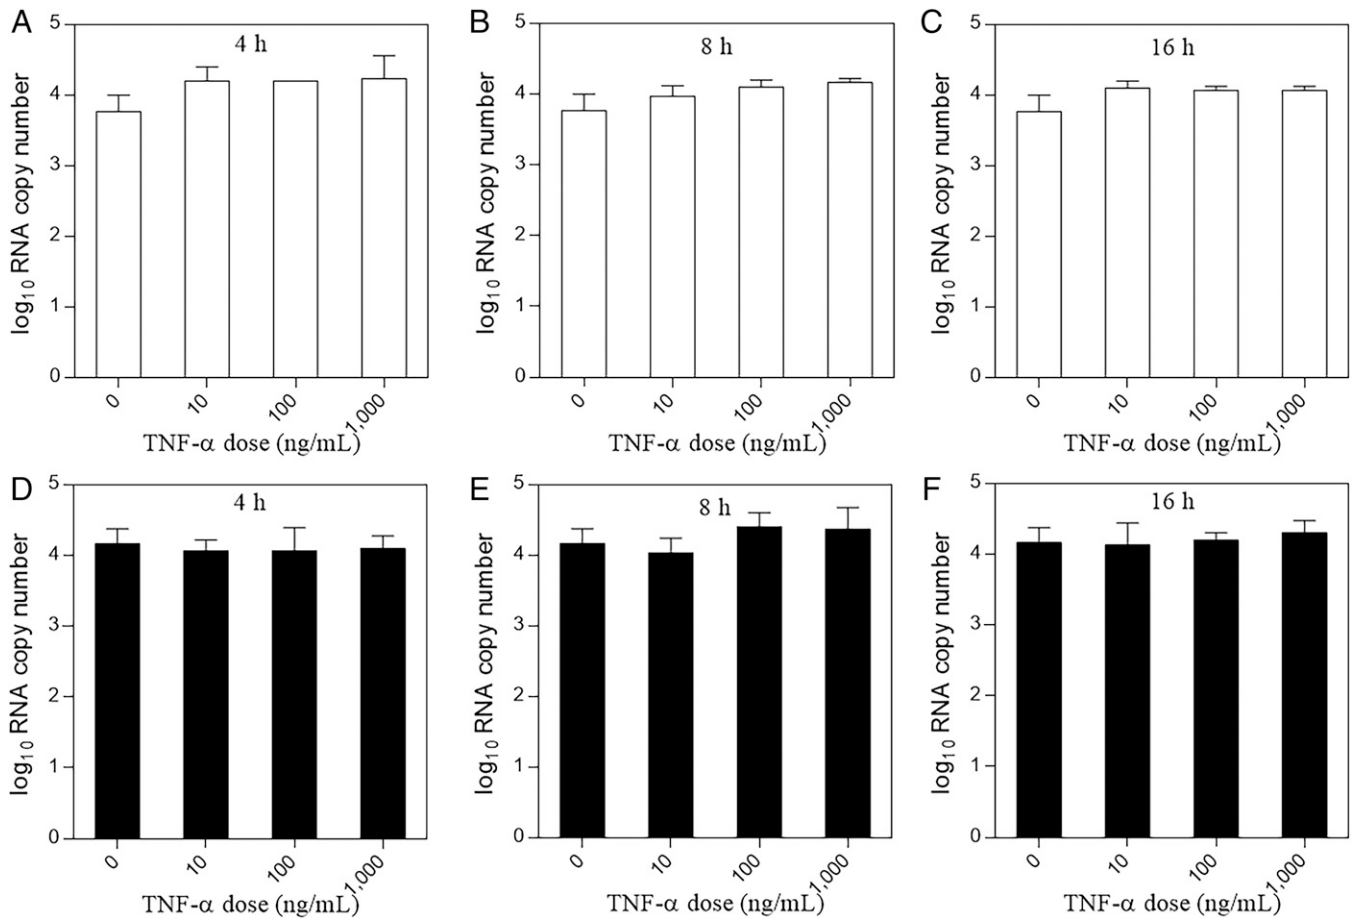 A
4 h
log10 RNA copy number
5
4
3
2
1
0
0
10
100
1,000
TNF-α dose (ng/mL)
B
8 h
log10 RNA copy number
5
4
3
2
1
0
0
10
100
1,000
TNF-α dose (ng/mL)
C
16 h
log10 RNA copy number
5
4
3
2
1
0
0
10
100
1,000
TNF-α dose (ng/mL)
D
4 h
log10 RNA copy number
5
4
3
2
1
0
0
10
100
1,000
TNF-α dose (ng/mL)
E
8 h
log10 RNA copy number
5
4
3
2
1
0
0
10
100
1,000
TNF-α dose (ng/mL)
F
16 h
log10 RNA copy number
5
4
3
2
1
0
0
10
100
1,000
TNF-α dose (ng/mL)